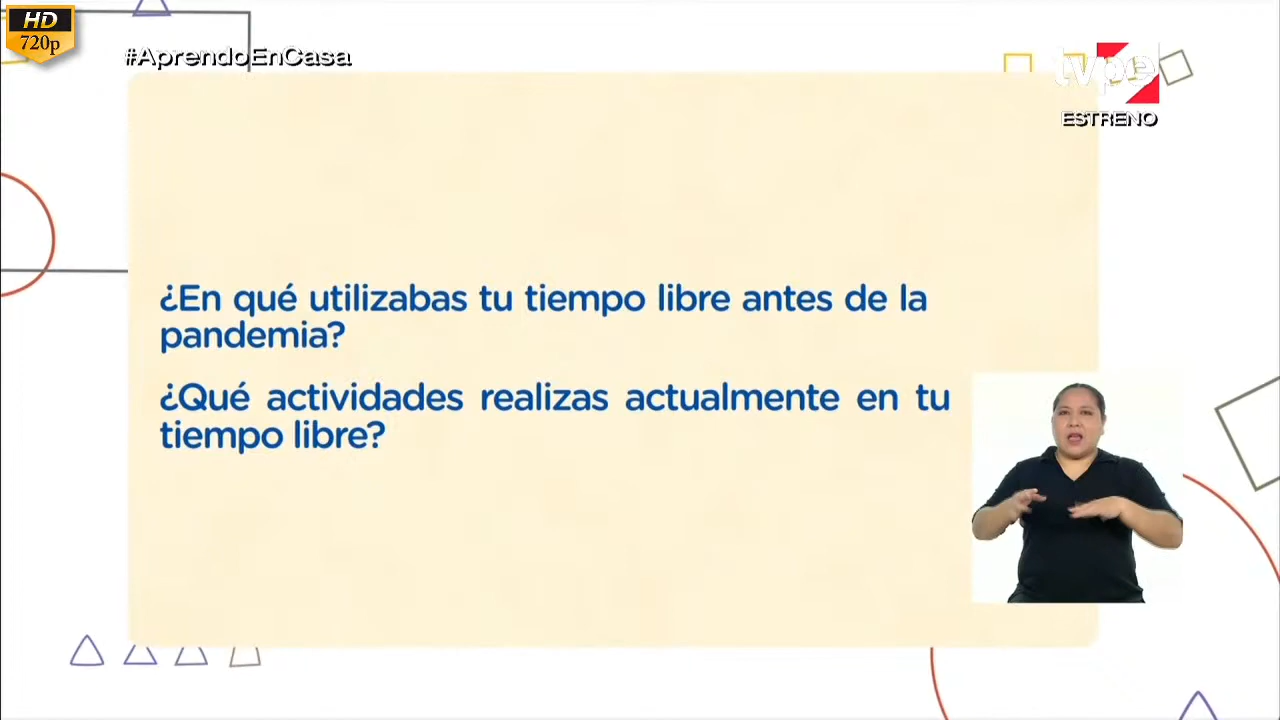 HD
720p
#AprendoEnCasa
tvpe
ESTRENO
¿En qué utilizabas tu tiempo libre antes de la
pandemia?
¿Qué actividades realizas actualmente en tu
tiempo libre?